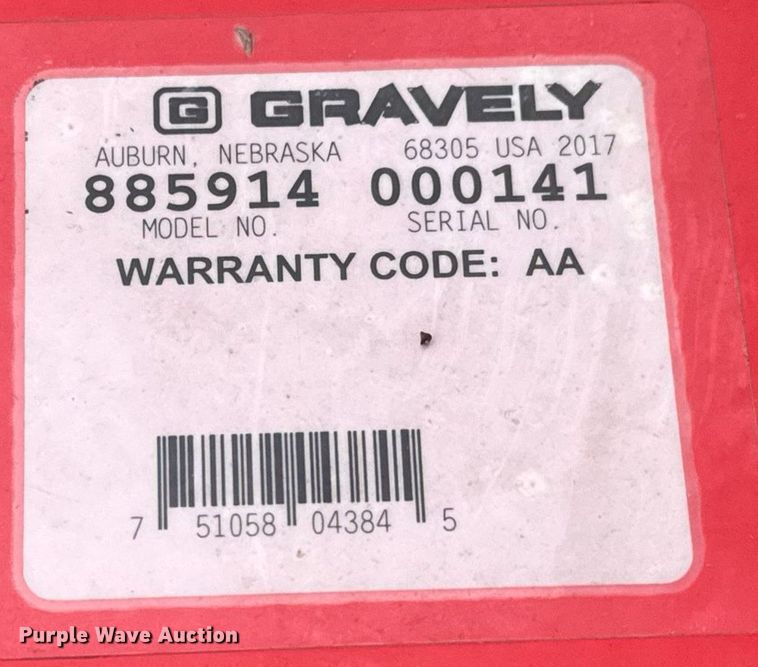 G GRAVELY
AUBURN, NEBRASKA 68305 USA 2017
885914 000141
MODEL NO. SERIAL NO.
WARRANTY CODE: AA
7 51058 04384 5
Purple Wave Auction